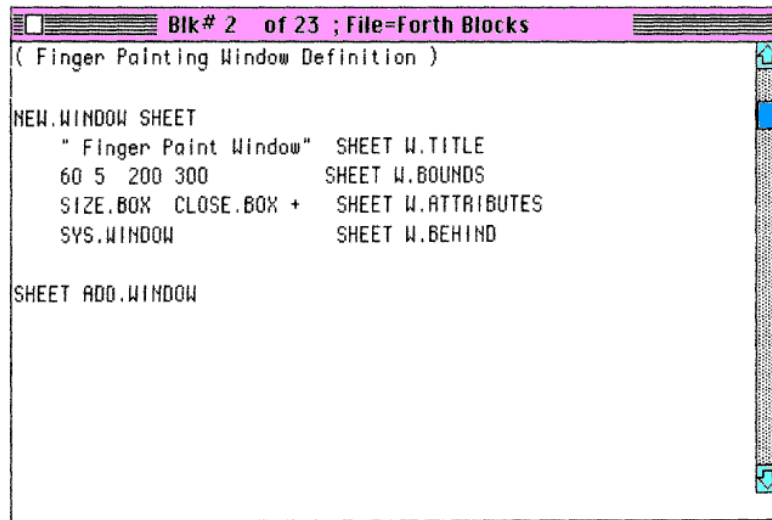 Blk# 2 of 23 ; File=Forth Blocks
( Finger Painting Window Definition )
NEW.WINDOW SHEET
" Finger Paint Window" SHEET W.TITLE
60 5 200 300 SHEET W.BOUNDS
SIZE.BOX CLOSE.BOX + SHEET W.ATTRIBUTES
SYS.WINDOW SHEET W.BEHIND
SHEET ADD.WINDOW